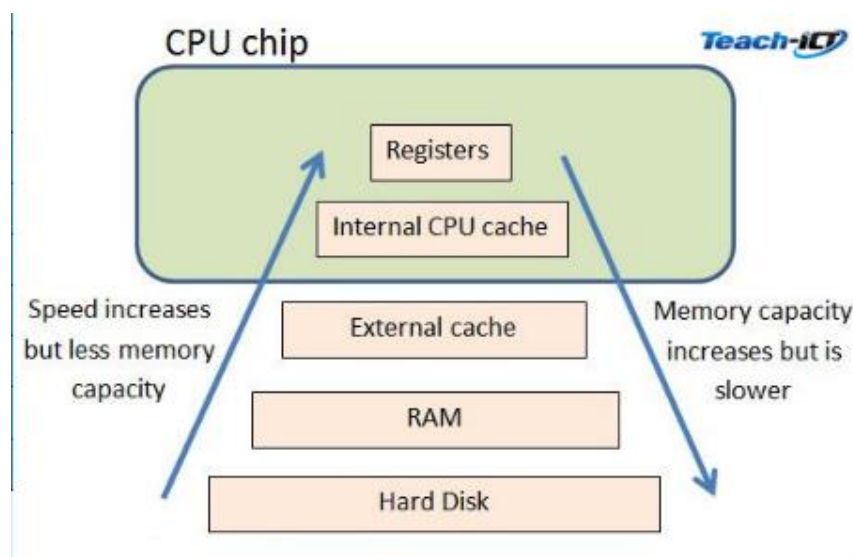 CPU chip
Teach-iCT
Registers
Internal CPU cache
Speed increases
but less memory
capacity
External cache
Memory capacity
increases but is
slower
RAM
Hard Disk